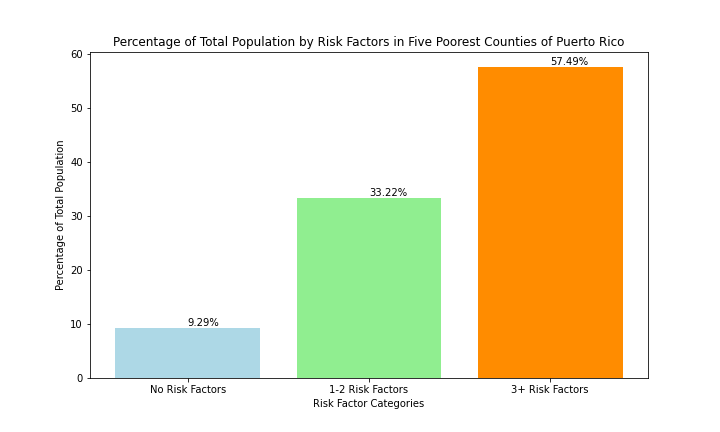 Percentage of Total Population by Risk Factors in Five Poorest Counties of Puerto Rico
Percentage of Total Population
60
50
40
30
20
10
0
9.29%
33.22%
57.49%
No Risk Factors
1-2 Risk Factors
3+ Risk Factors
Risk Factor Categories